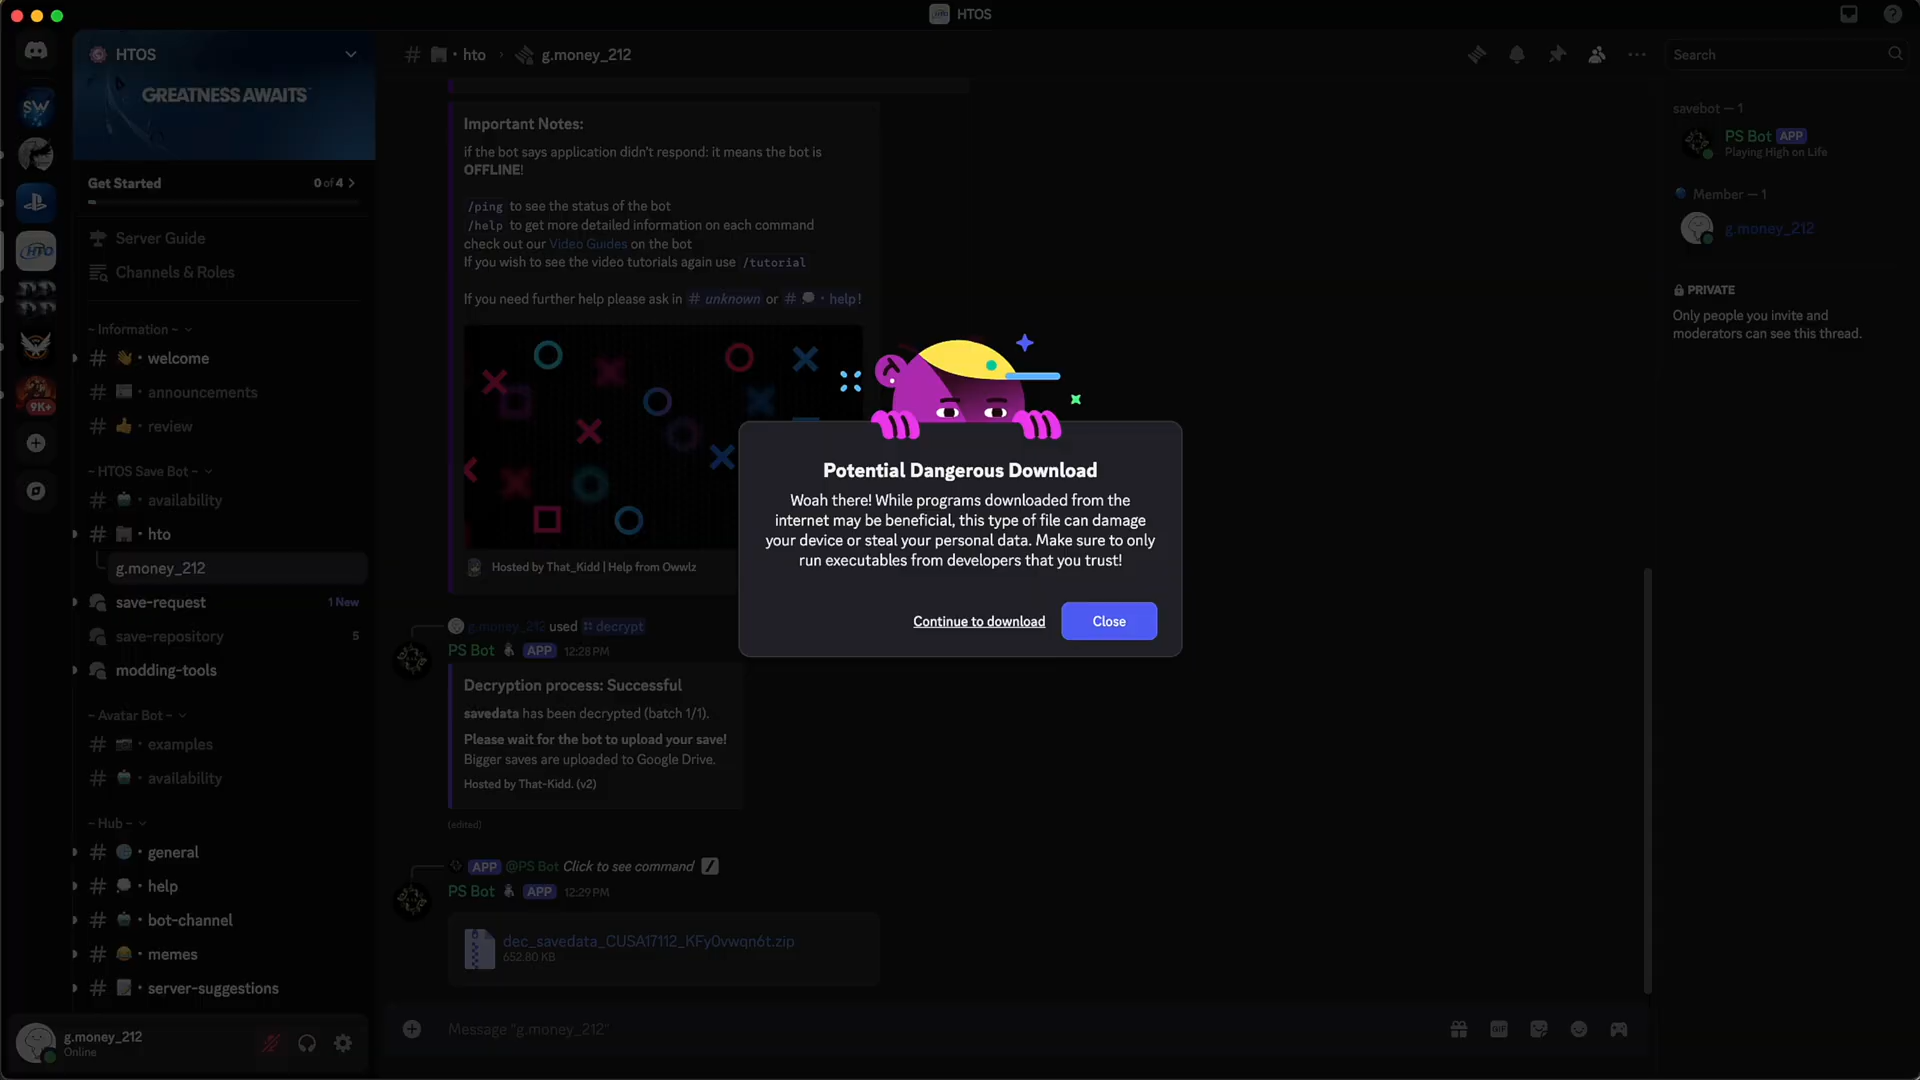 HTOS
HTOS
GREATNESS AWAITS
Get Started
0 of 4
Server Guide
Channels & Roles
~ Information ~
welcome
announcements
review
~ HTOS Save Bot ~
availability
hto
g.money_212
save-request
1 New
save-repository
5
modding-tools
~ Avatar Bot ~
examples
availability
~ Hub ~
general
help
bot-channel
memes
server-suggestions
g.money_212
Online
SW
HTO
9K+
# • hto › g.money_212
Search
Important Notes:
if the bot says application didn't respond: it means the bot is
OFFLINE!
/ping to see the status of the bot
/help to get more detailed information on each command
check out our Video Guides on the bot
If you wish to see the video tutorials again use /tutorial
If you need further help please ask in # unknown or # • help !
Hosted by That_Kidd | Help from Owwlz
g.money_212 used decrypt
PS Bot APP 12:28 PM
Decryption process: Successful
savedata has been decrypted (batch 1/1).
Please wait for the bot to upload your save!
Bigger saves are uploaded to Google Drive.
Hosted by That-Kidd. (v2)
(edited)
APP @PS Bot Click to see command
PS Bot APP 12:29 PM
dec_savedata_CUSA17112_KFy0vwqn6t.zip
652.80 KB
Message "g.money_212"
GIF
Potential Dangerous Download
Woah there! While programs downloaded from the
internet may be beneficial, this type of file can damage
your device or steal your personal data. Make sure to only
run executables from developers that you trust!
Continue to download
Close
savebot — 1
PS Bot APP
Playing High on Life
Member — 1
g.money_212
PRIVATE
Only people you invite and
moderators can see this thread.